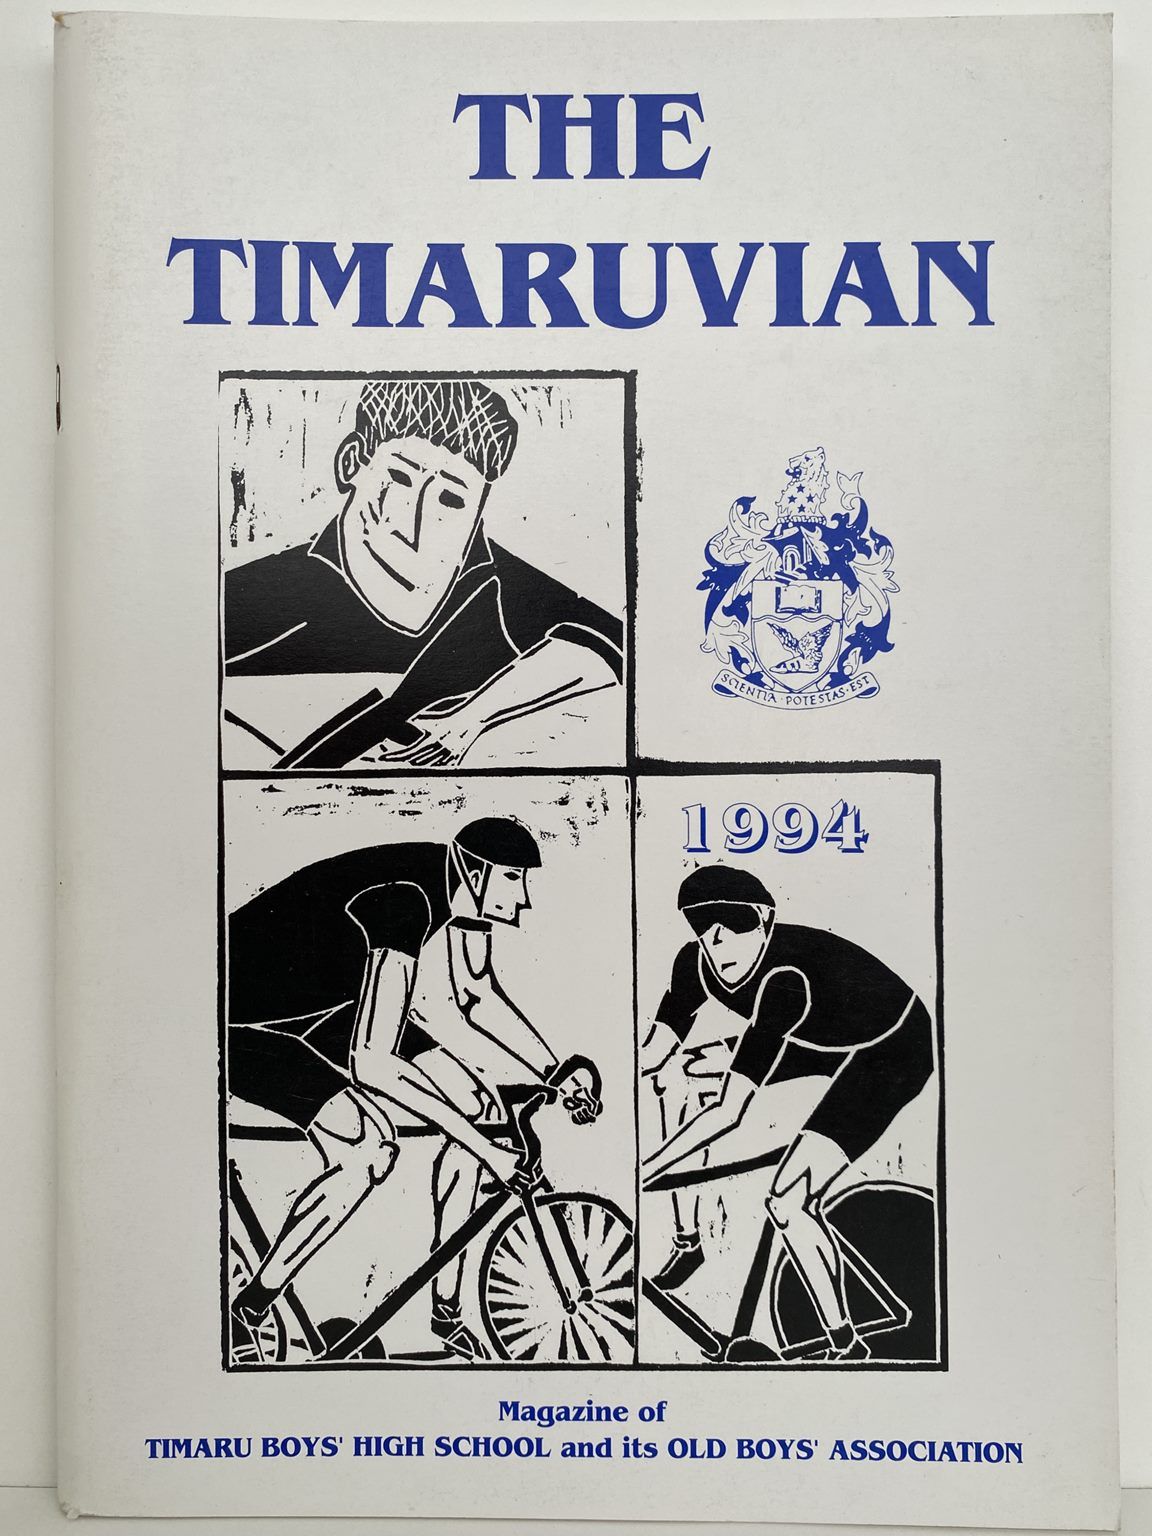 THE
TIMARUVIAN
SCIENTIA · POTESTAS · EST
1994
Magazine of
TIMARU BOYS' HIGH SCHOOL and its OLD BOYS' ASSOCIATION